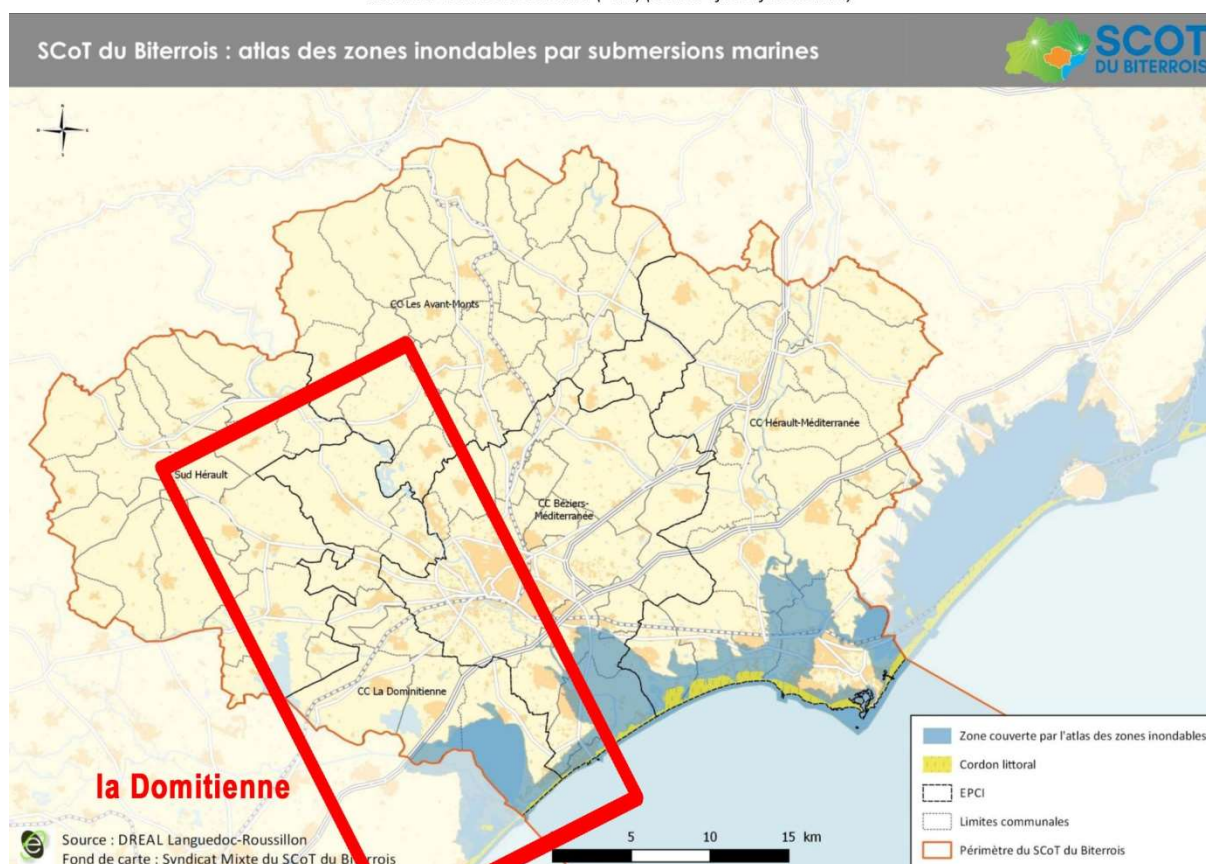 SCoT du Biterrois : atlas des zones inondables par submersions marines
SCOT
DU BITERROIS
CC Les Avant-Monts
CC Hérault-Méditerranée
Sud Hérault
CC Béziers-
Méditerranée
CC La Dominitienne
la Domitienne
Zone couverte par l'atlas des zones inondables
Cordon littoral
EPCI
Limites communales
Périmètre du SCoT du Biterrois
5 10 15 km
Source : DREAL Languedoc-Roussillon
Fond de carte : Syndicat Mixte du SCoT du